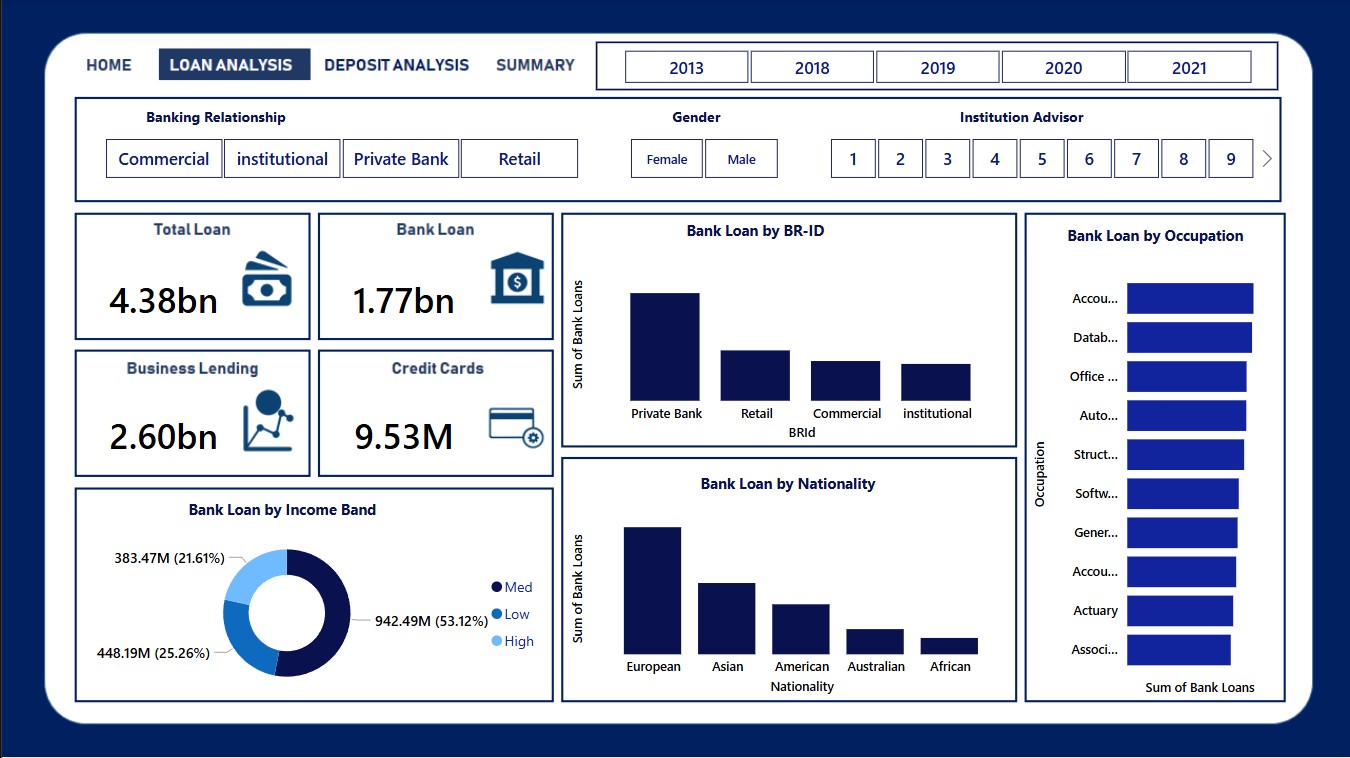 HOME LOAN ANALYSIS DEPOSIT ANALYSIS SUMMARY
2013 2018 2019 2020 2021
Banking Relationship
Commercial institutional Private Bank Retail
Gender
Female Male
Institution Advisor
1 2 3 4 5 6 7 8 9
Total Loan
4.38bn
$
Bank Loan
1.77bn
Business Lending
2.60bn
Credit Cards
9.53M
Bank Loan by Income Band
383.47M (21.61%)
942.49M (53.12%)
448.19M (25.26%)
Med
Low
High
Bank Loan by BR-ID
Sum of Bank Loans
Private Bank Retail Commercial institutional
BRId
Bank Loan by Nationality
Sum of Bank Loans
European Asian American Australian African
Nationality
Bank Loan by Occupation
Occupation
Accou...
Datab...
Office ...
Auto...
Struct...
Softw...
Gener...
Accou...
Actuary
Associ...
Sum of Bank Loans